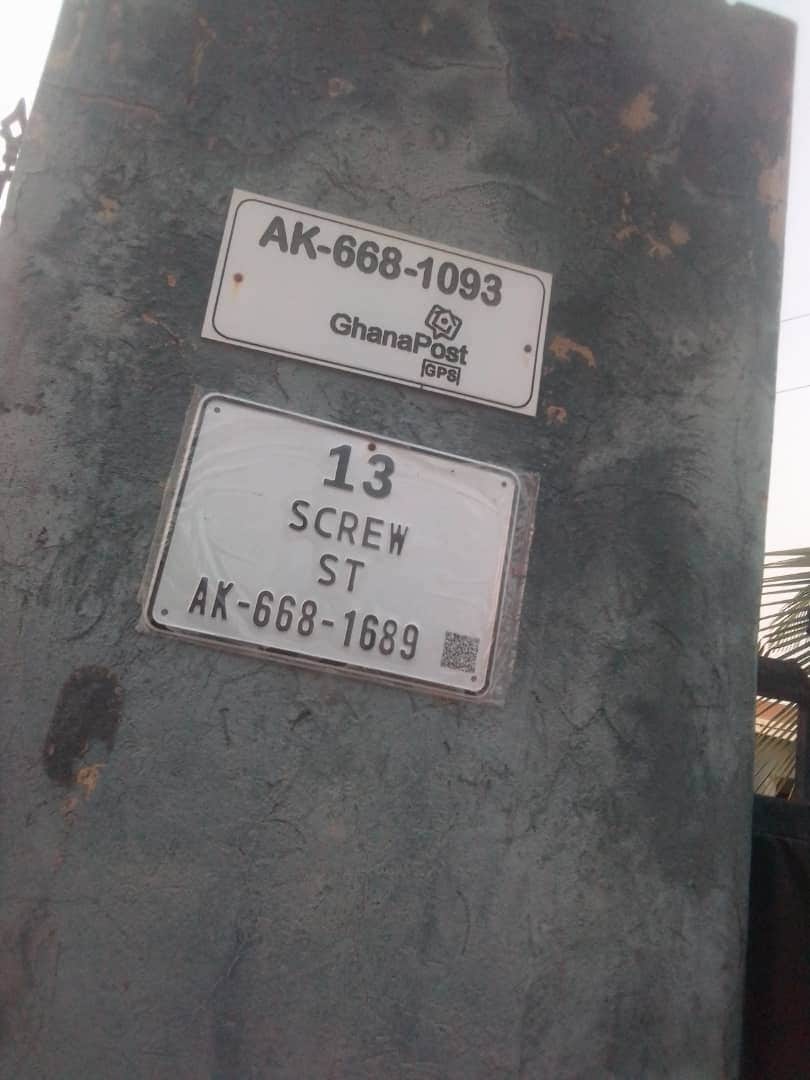 AK-668-1093
GhanaPost
GPS
13
SCREW
ST
AK-668-1689